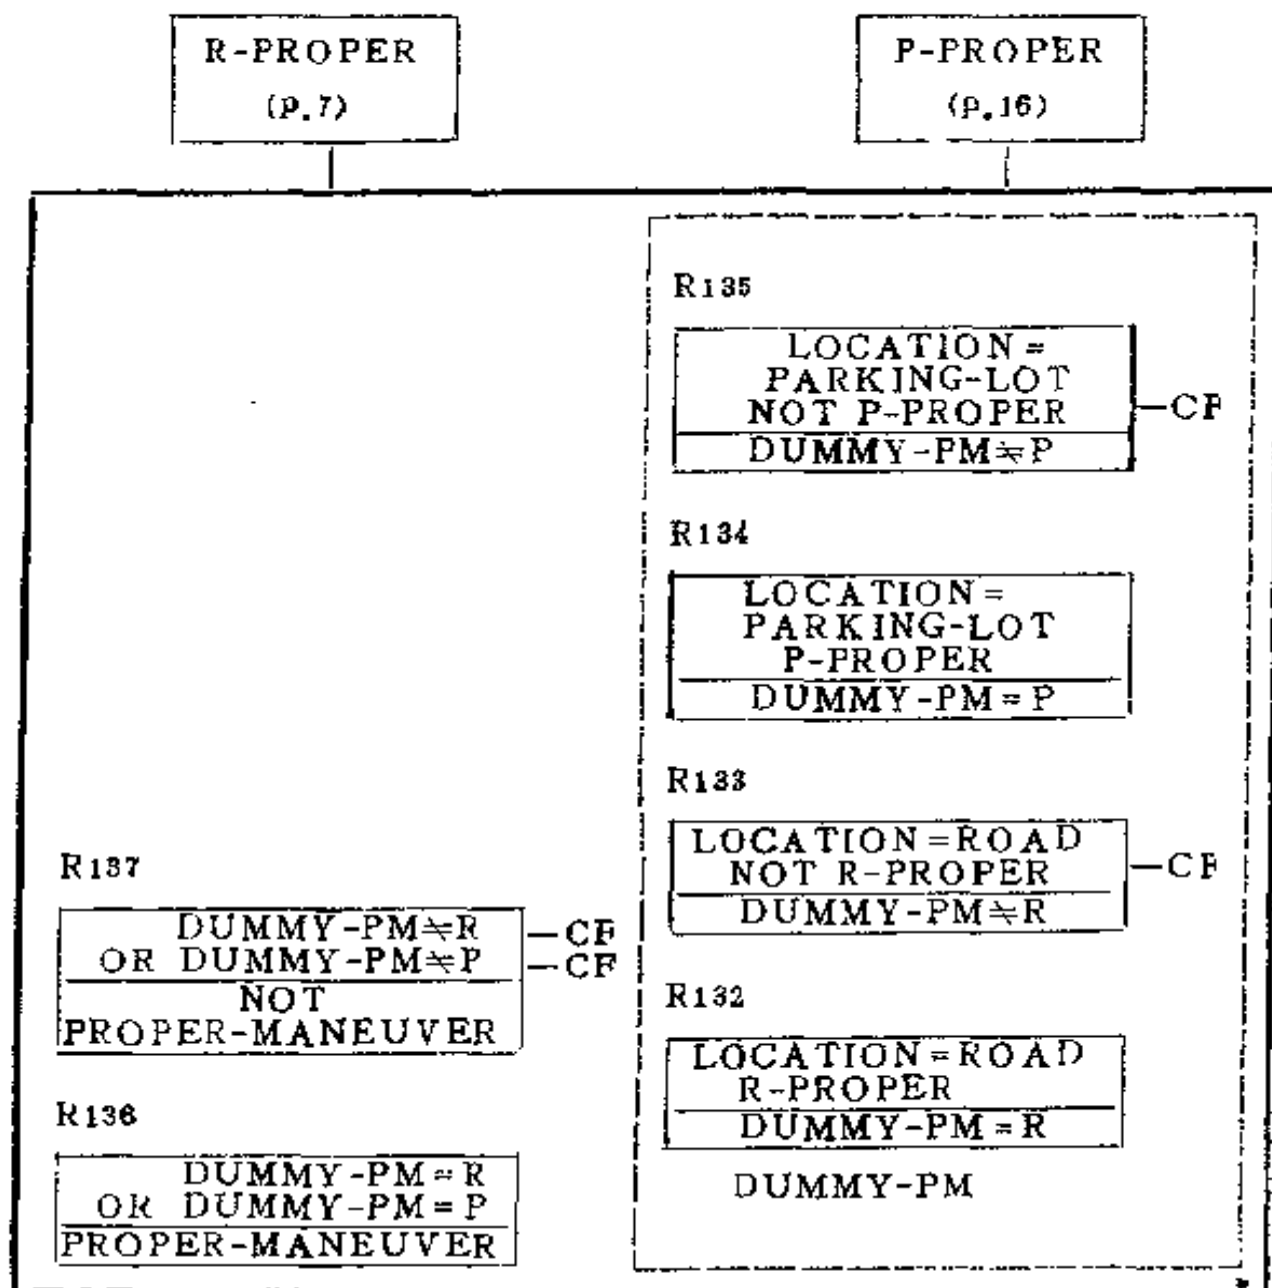 R-PROPER
(P.7)
P-PROPER
(P.16)
R135
LOCATION =
PARKING-LOT
NOT P-PROPER
DUMMY-PM≒P
CF
R134
LOCATION =
PARKING-LOT
P-PROPER
DUMMY-PM = P
R133
LOCATION = ROAD
NOT R-PROPER
DUMMY-PM≒R
CF
R132
LOCATION = ROAD
R-PROPER
DUMMY-PM = R
DUMMY-PM
R137
DUMMY-PM≒R
OR DUMMY-PM≒P
NOT
PROPER-MANEUVER
CF
CF
R136
DUMMY-PM = R
OR DUMMY-PM = P
PROPER-MANEUVER